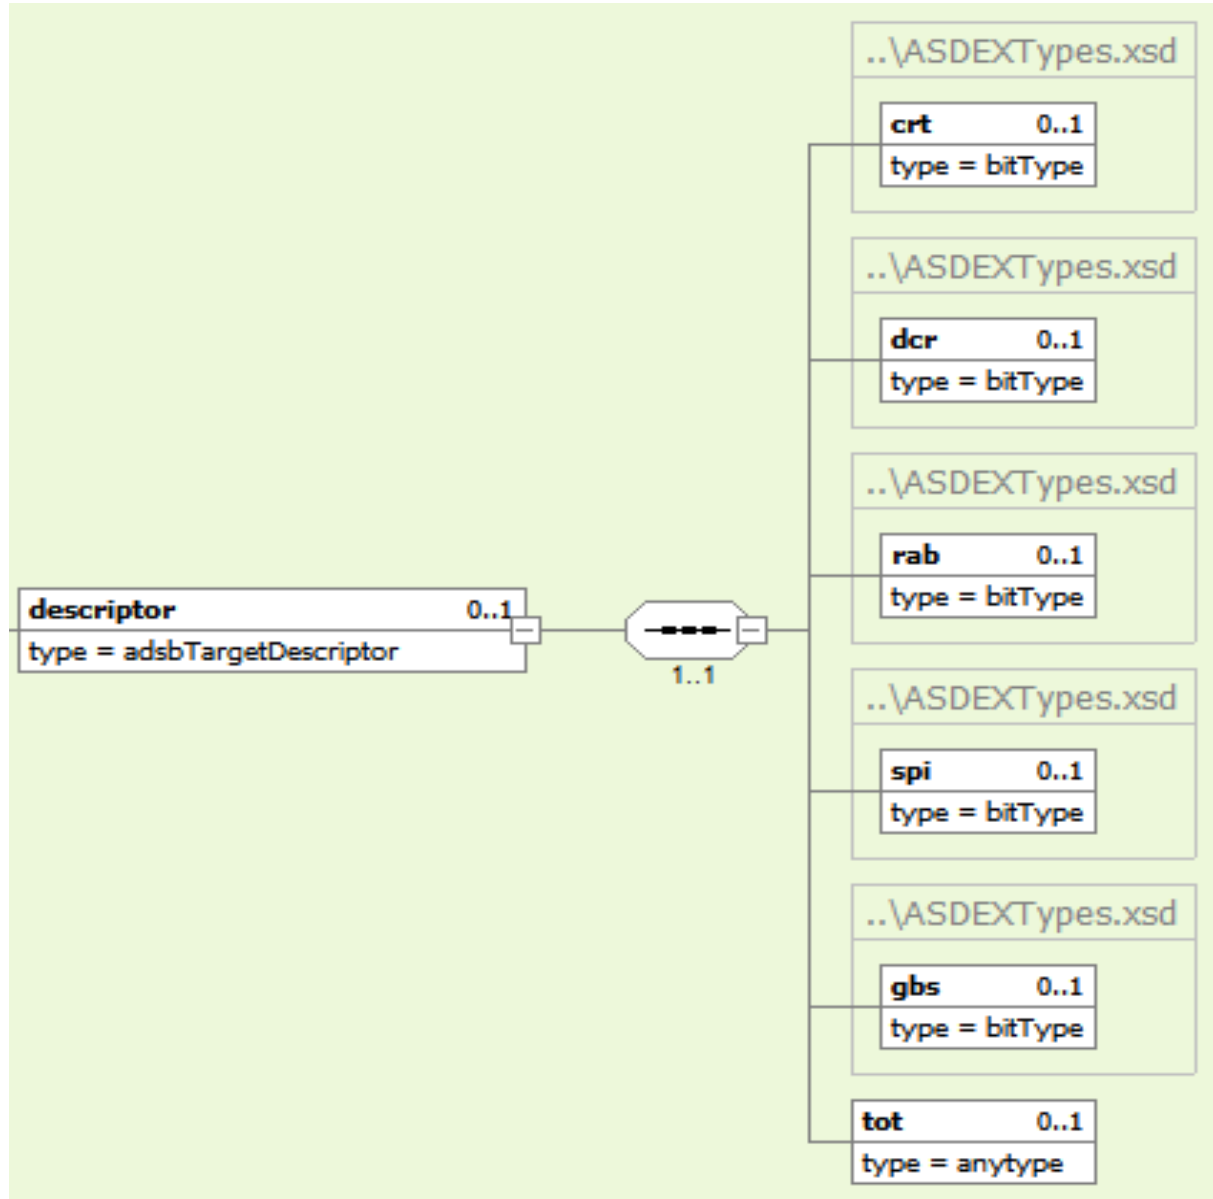 ..\ASDEXTypes.xsd
crt 0..1
type = bitType
..\ASDEXTypes.xsd
dcr 0..1
type = bitType
..\ASDEXTypes.xsd
rab 0..1
type = bitType
descriptor 0..1
type = adsbTargetDescriptor
1..1
..\ASDEXTypes.xsd
spi 0..1
type = bitType
..\ASDEXTypes.xsd
gbs 0..1
type = bitType
tot 0..1
type = anytype